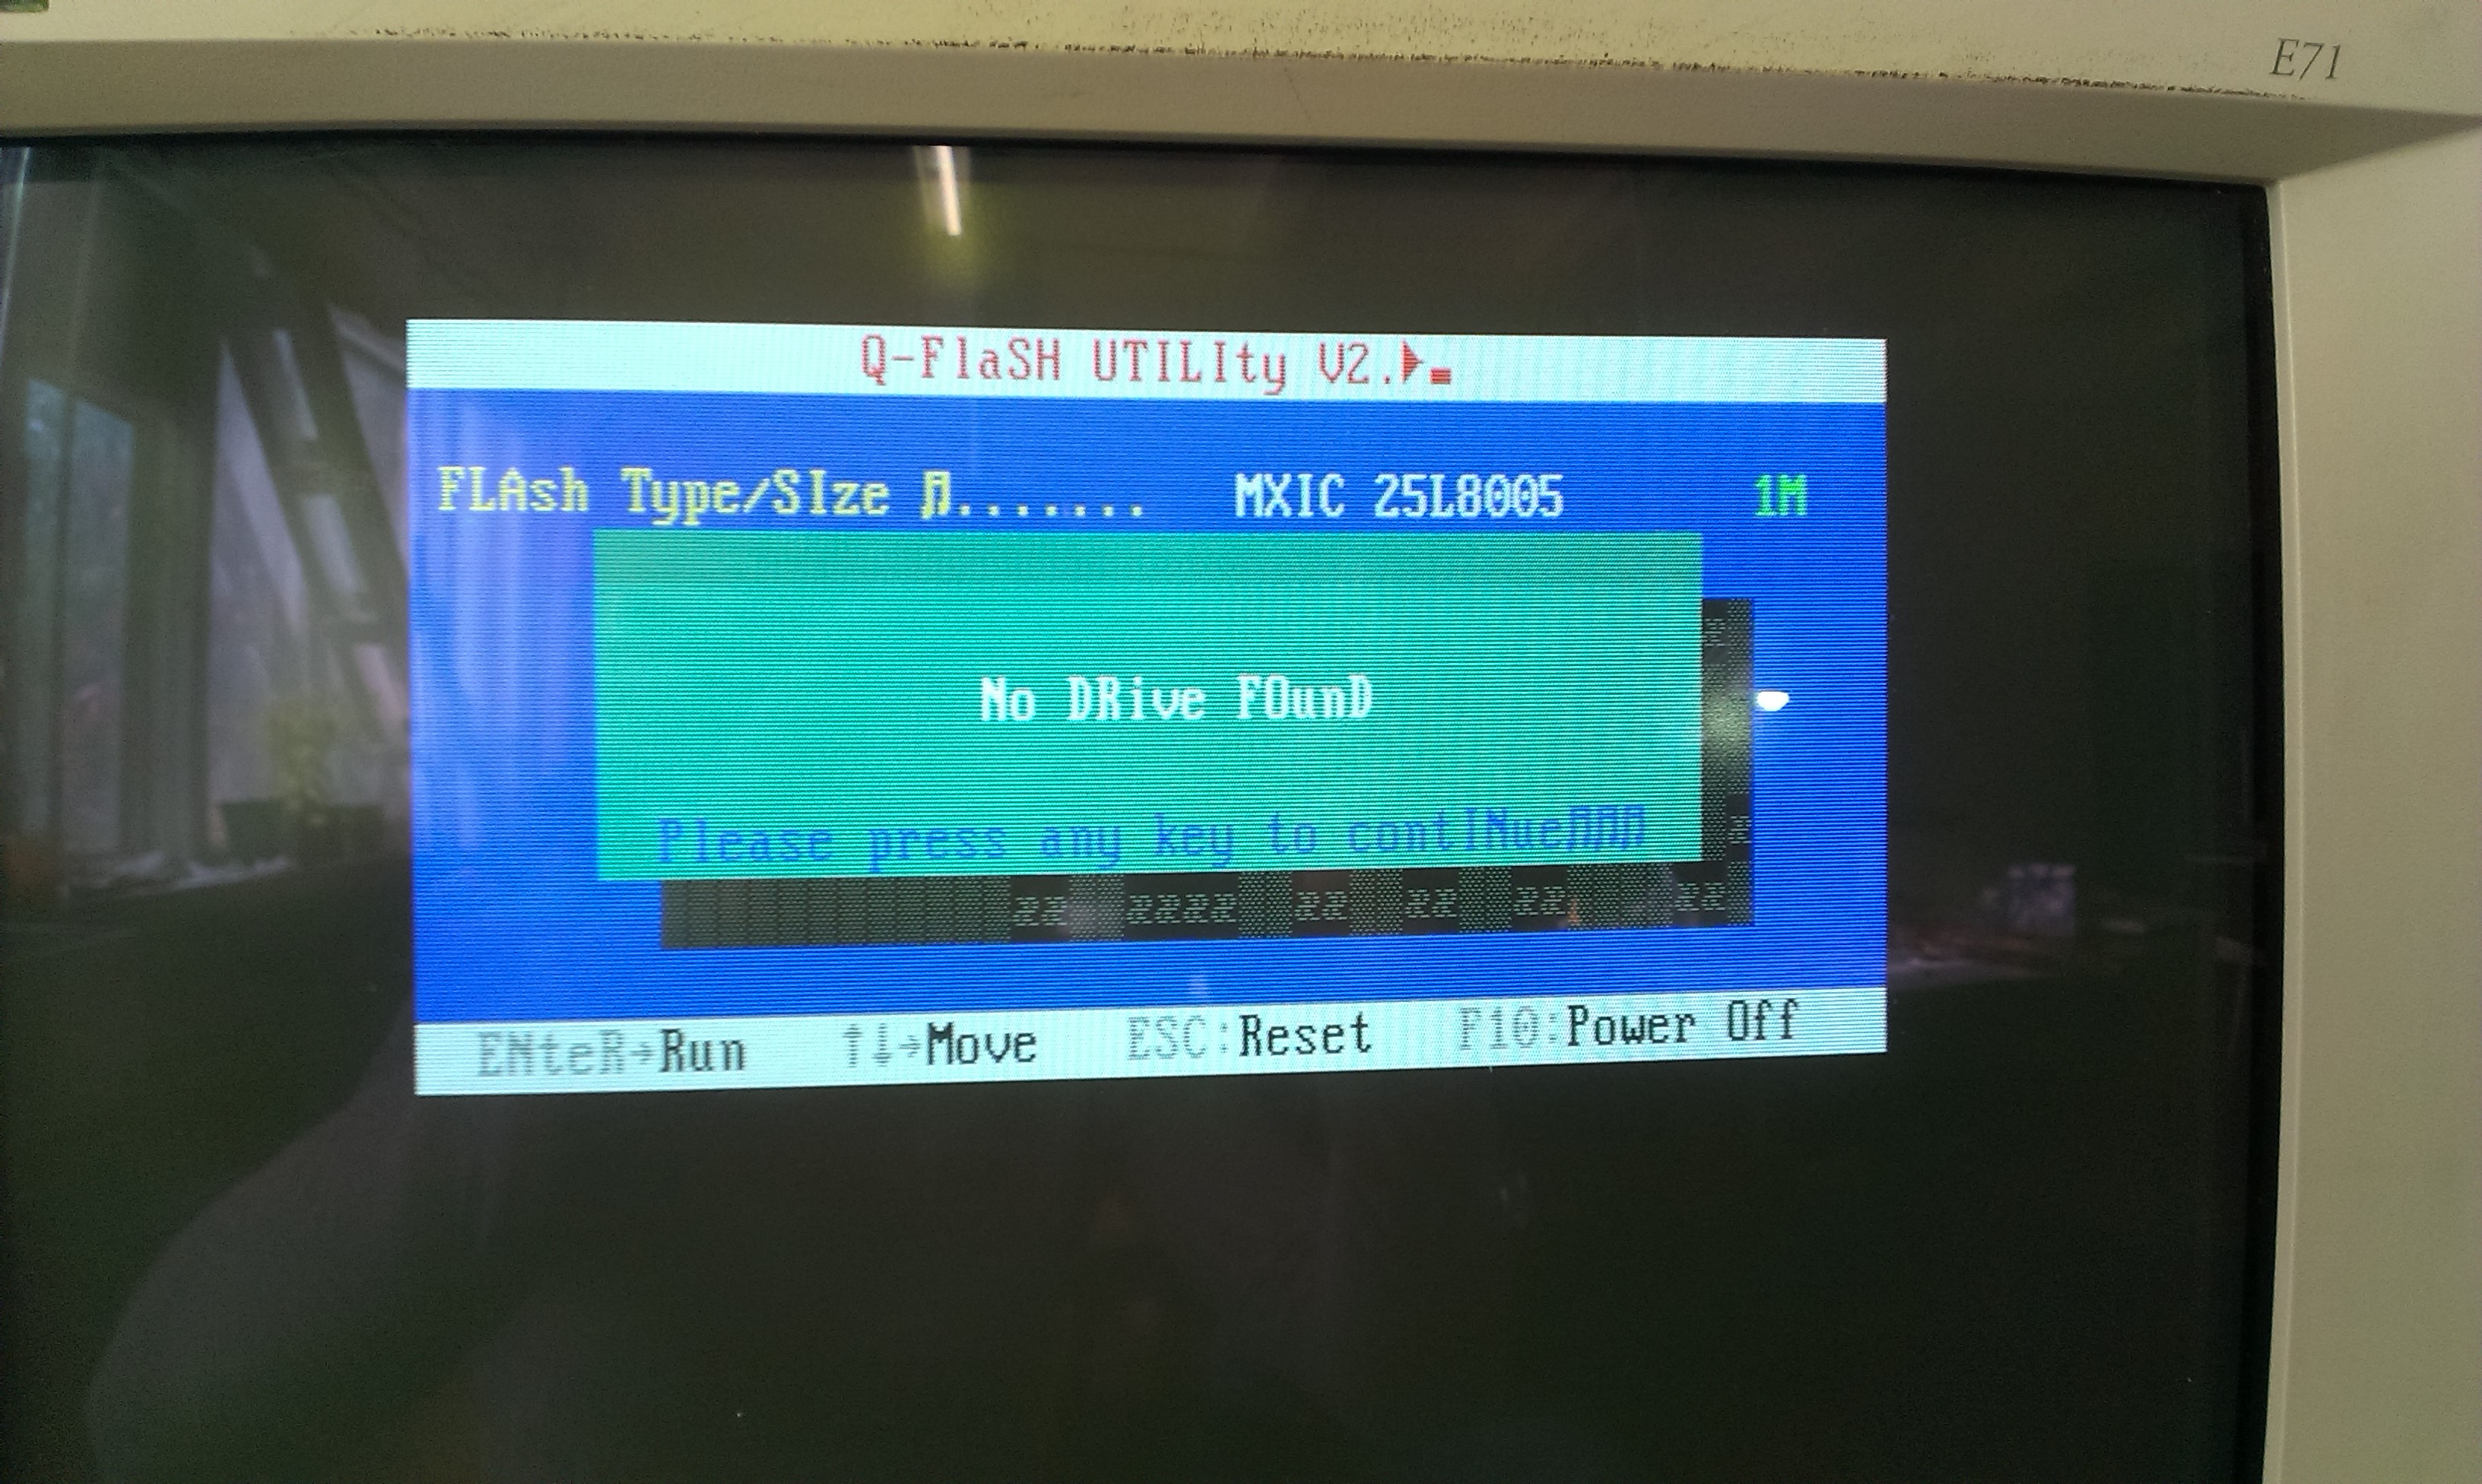 E71
Q-FlaSH UTILIty V2.►▄
FLAsh Type/SIze ♬....... MXIC 25L8005 1M
No DRive FOunD
Please press any key to contINue♬♬♬
ENteR→Run ↑↓→Move ESC:Reset F10:Power Off